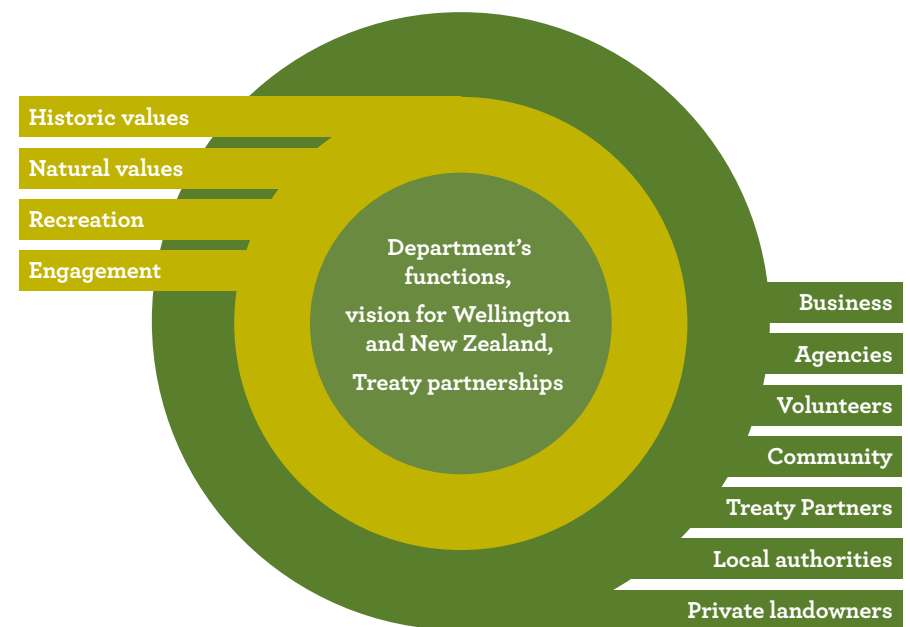 Historic values
Natural values
Recreation
Engagement
Department’s
functions,
vision for Wellington
and New Zealand,
Treaty partnerships
Business
Agencies
Volunteers
Community
Treaty Partners
Local authorities
Private landowners